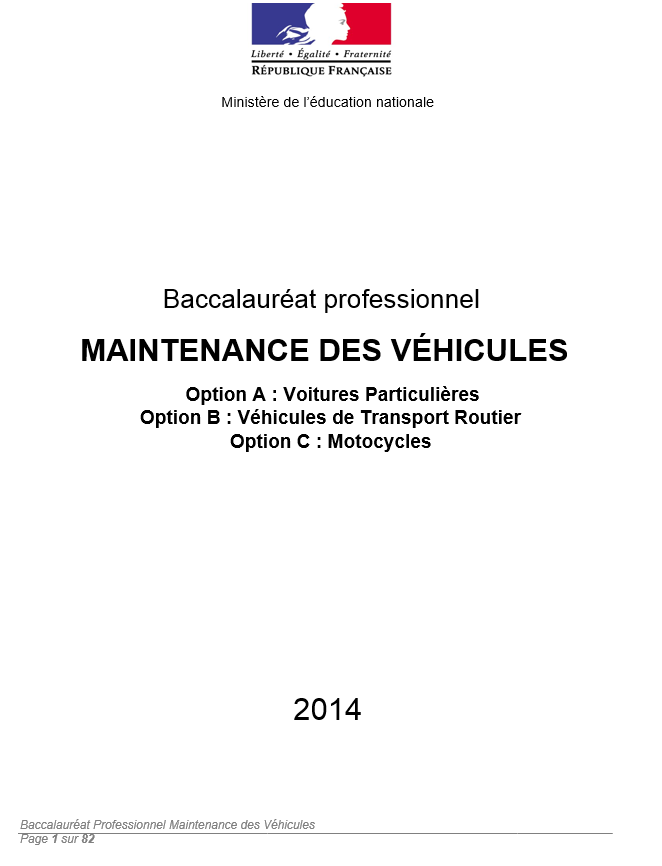 Liberté • Égalité • Fraternité
RÉPUBLIQUE FRANÇAISE
Ministère de l'éducation nationale
Baccalauréat professionnel
MAINTENANCE DES VÉHICULES
Option A : Voitures Particulières
Option B : Véhicules de Transport Routier
Option C : Motocycles
2014
Baccalauréat Professionnel Maintenance des Véhicules
Page 1 sur 82